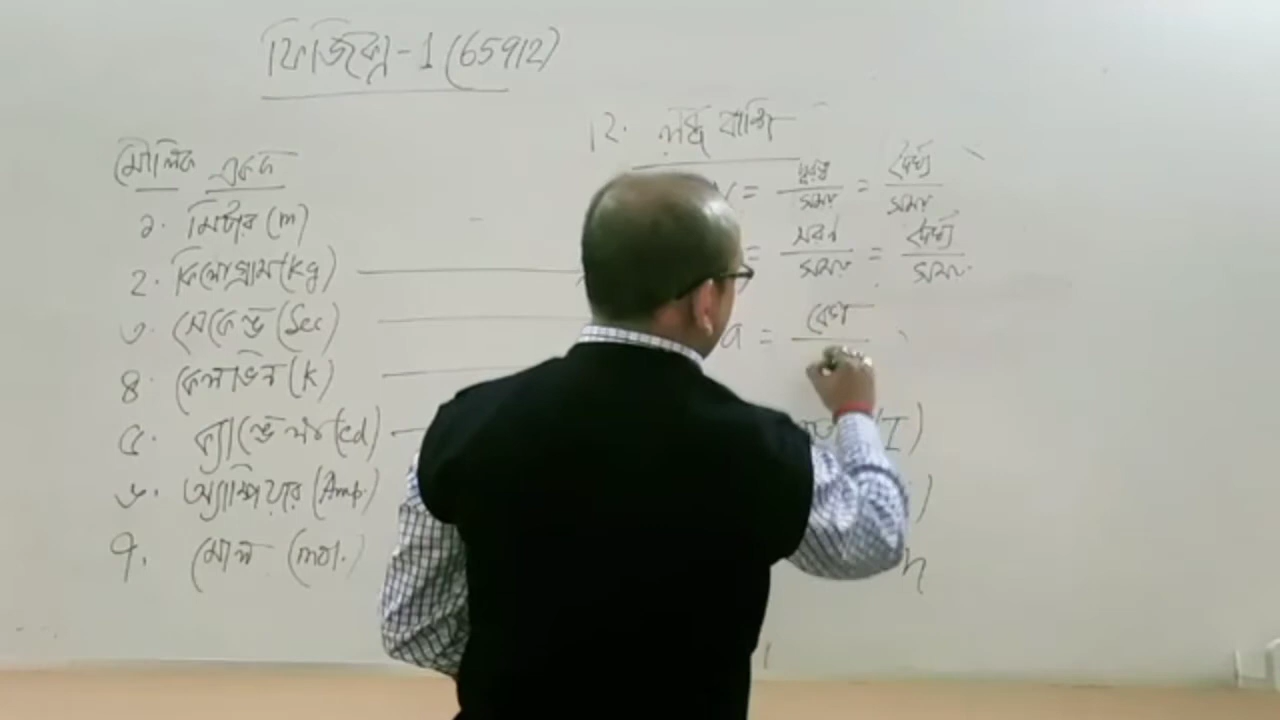 ফিজিক্স-1 (65912)
মৌলিক একক
১. মিটার (m)
2. কিলোগ্রাম (Kg)
৩. সেকেন্ড (Sec)
৪. কেলভিন (K)
৫. ক্যান্ডেলা (cd)
৬. অ্যাম্পিয়ার (Amp.)
৭. মোল (mol.)
12. লব্ধ রাশি
v = দূরত্ব/সময় = দৈর্ঘ্য/সময়
= সরণ/সময় = দৈর্ঘ্য/সময়
a = বেগ
(I)
)
n